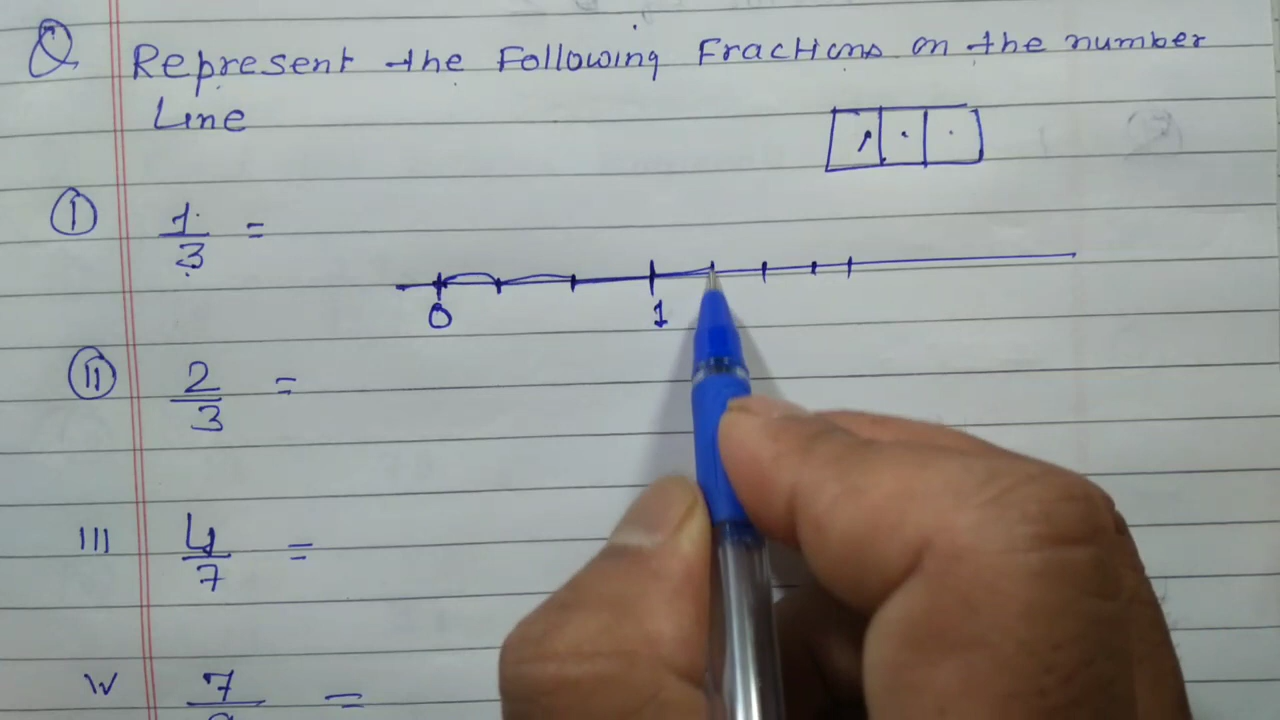 Q Represent the Following Fractions on the number
Line
I 1/3 =
0 1
II 2/3 =
III 4/7 =
IV 7/ =